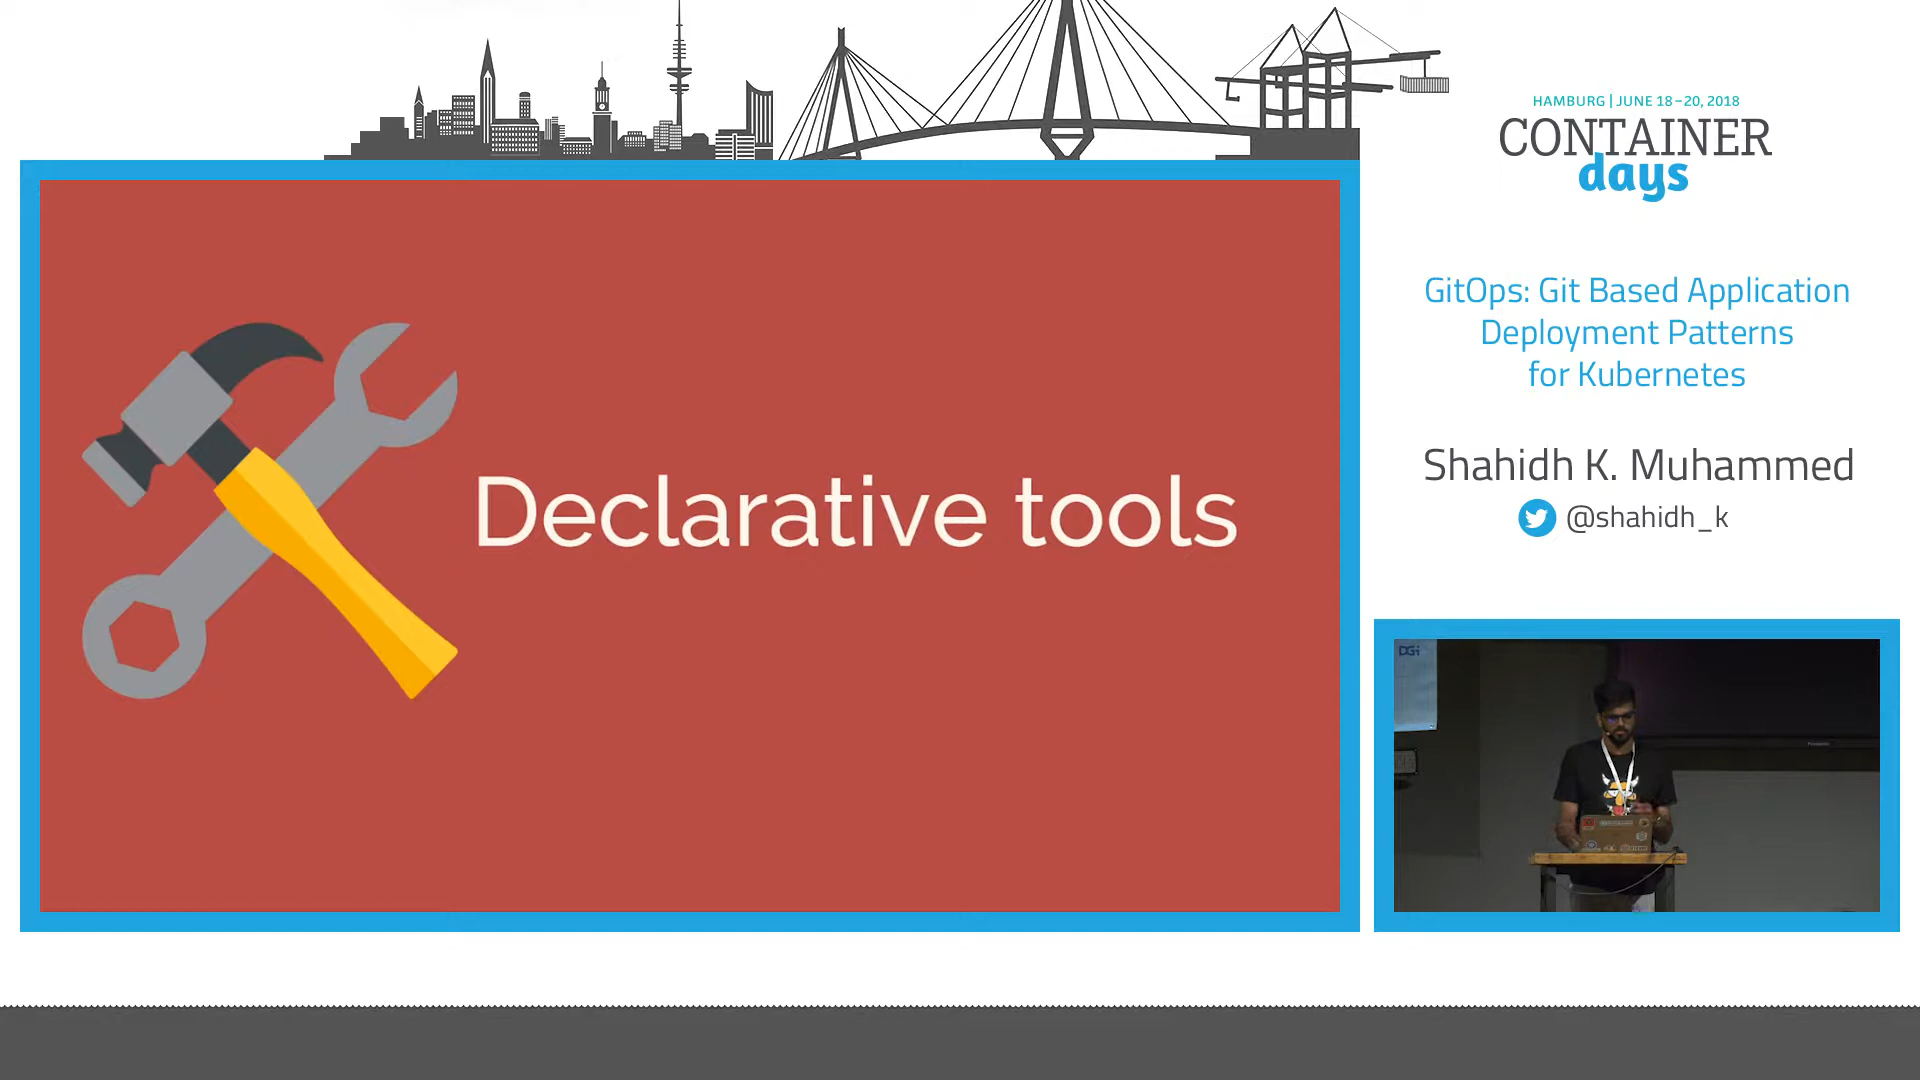 HAMBURG | JUNE 18–20, 2018
CONTAINER
days
GitOps: Git Based Application
Deployment Patterns
for Kubernetes
Shahidh K. Muhammed
@shahidh_k
Declarative tools
DGi